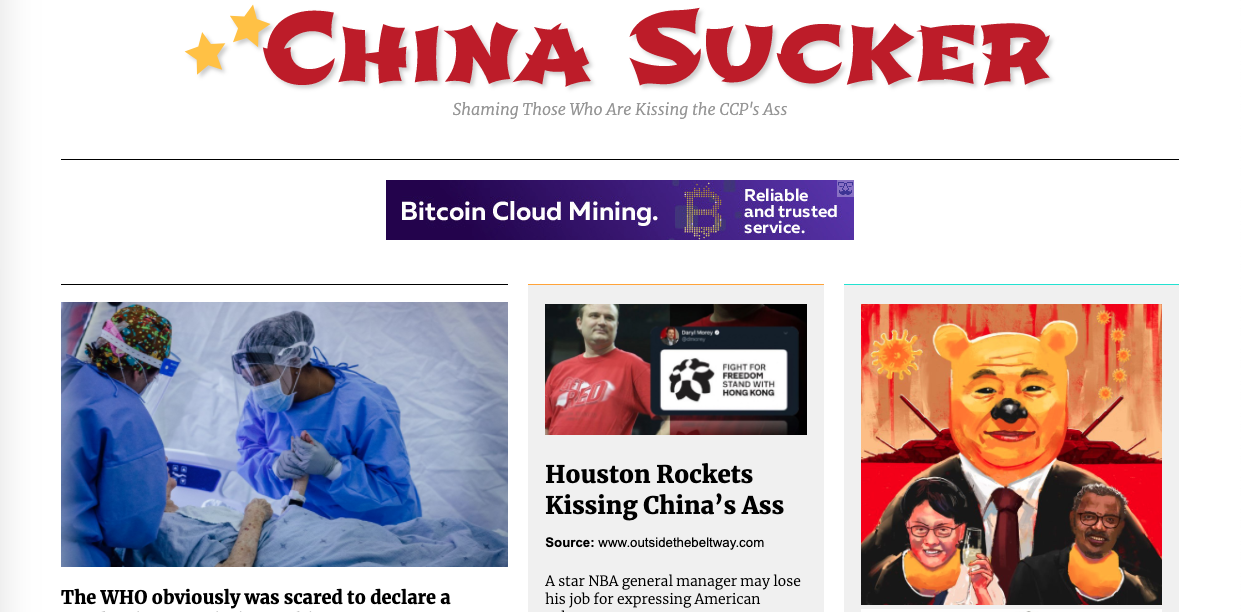 CHINA SUCKER
Shaming Those Who Are Kissing the CCP's Ass
Bitcoin Cloud Mining.
Reliable
and trusted
service.
Daryl Morey
@dmorey
FIGHT FOR
FREEDOM
STAND WITH
HONG KONG
Houston Rockets
Kissing China’s Ass
Source: www.outsidethebeltway.com
A star NBA general manager may lose
his job for expressing American
The WHO obviously was scared to declare a